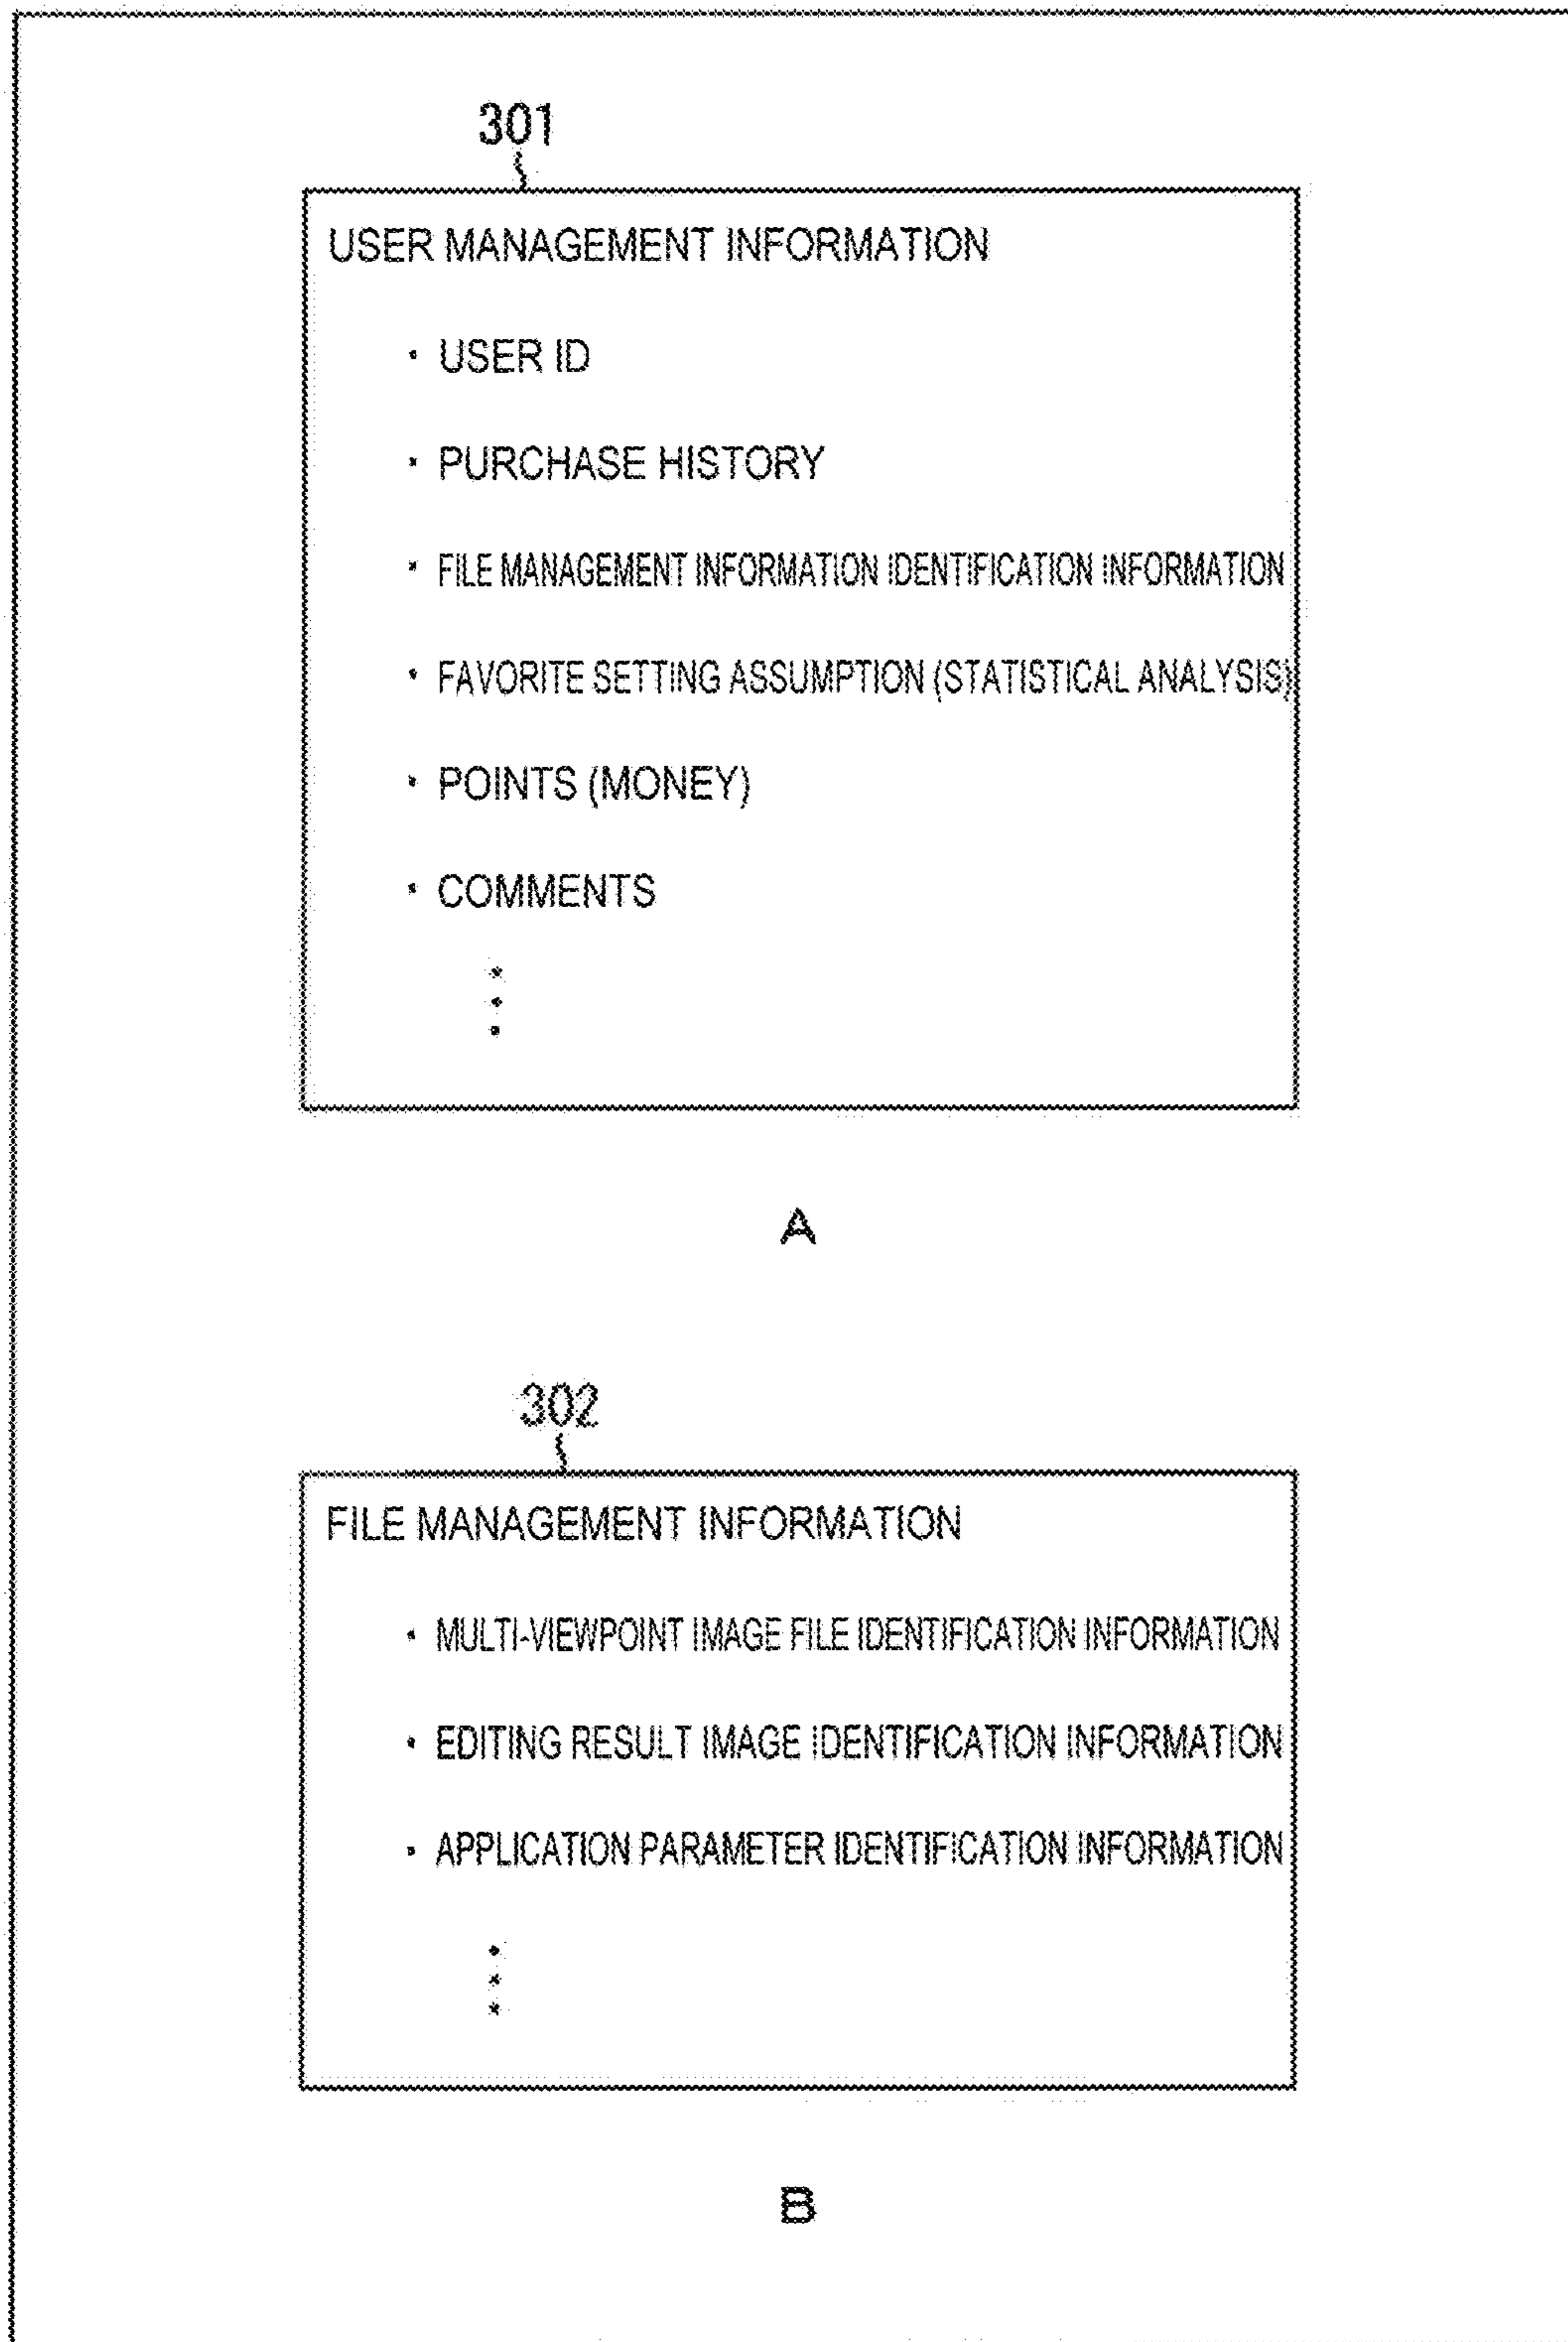 301
USER MANAGEMENT INFORMATION
· USER ID
· PURCHASE HISTORY
· FILE MANAGEMENT INFORMATION IDENTIFICATION INFORMATION
· FAVORITE SETTING ASSUMPTION (STATISTICAL ANALYSIS)
· POINTS (MONEY)
· COMMENTS
A
302
FILE MANAGEMENT INFORMATION
· MULTI-VIEWPOINT IMAGE FILE IDENTIFICATION INFORMATION
· EDITING RESULT IMAGE IDENTIFICATION INFORMATION
· APPLICATION PARAMETER IDENTIFICATION INFORMATION
B